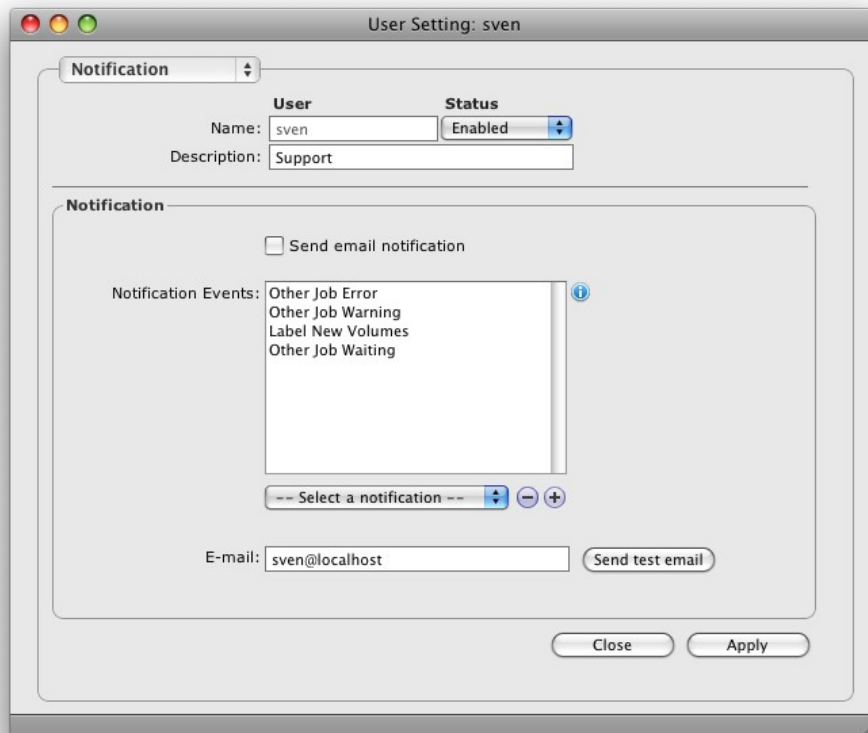 User Setting: sven
Notification
User Status
Name: sven Enabled
Description: Support
Notification
Send email notification
Notification Events: Other Job Error
Other Job Warning
Label New Volumes
Other Job Waiting
-- Select a notification --
E-mail: sven@localhost Send test email
Close Apply